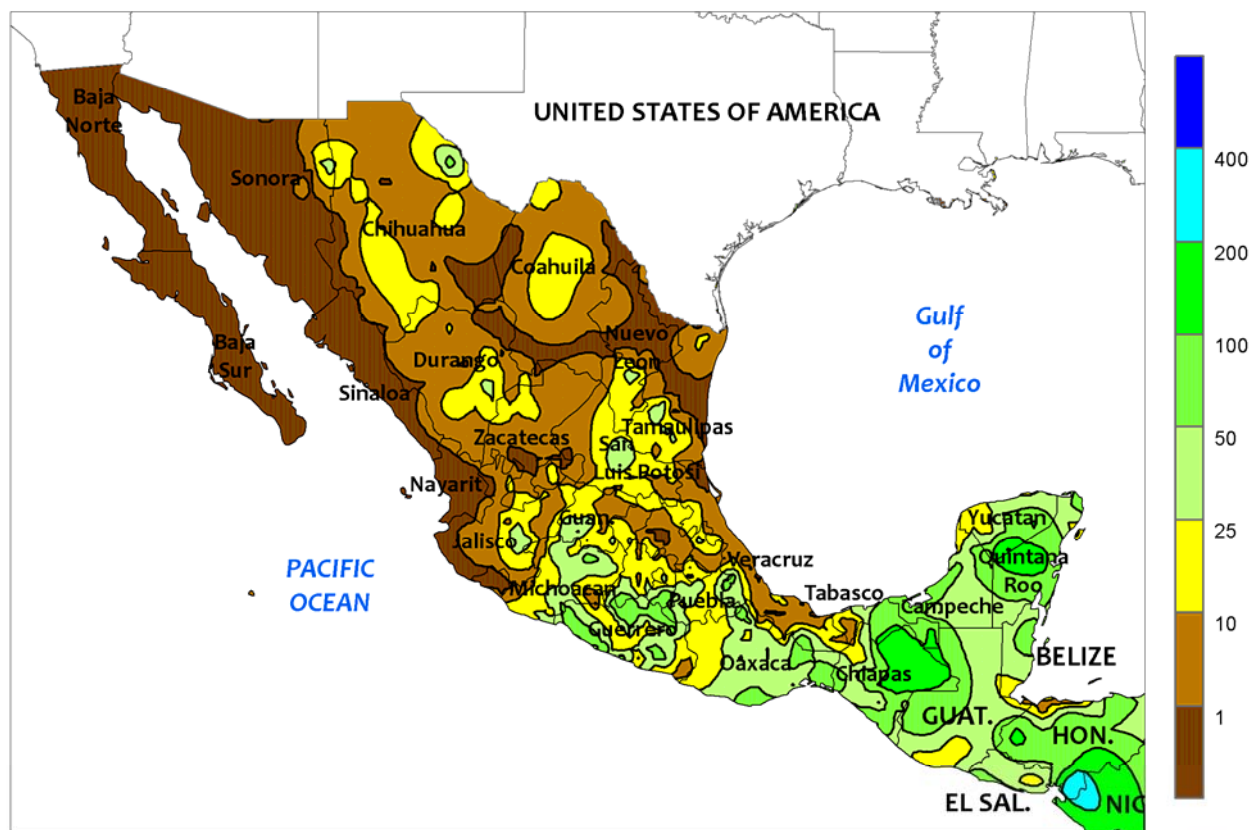 Baja
Norte
UNITED STATES OF AMERICA
Sonora
Chihuahua
Coahuila
Gulf
of
Mexico
Baja
Sur
Nuevo
Leon
Durango
Sinaloa
Tamaulipas
Zacatecas
San
Luis Potosi
Nayarit
Guan.
Jalisco
Yucatan
Quintana
Roo
Veracruz
PACIFIC
OCEAN
Michoacan
Puebla
Tabasco
Campeche
Guerrero
Oaxaca
Chiapas
BELIZE
GUAT.
HON.
EL SAL.
NIC
400
200
100
50
25
10
1